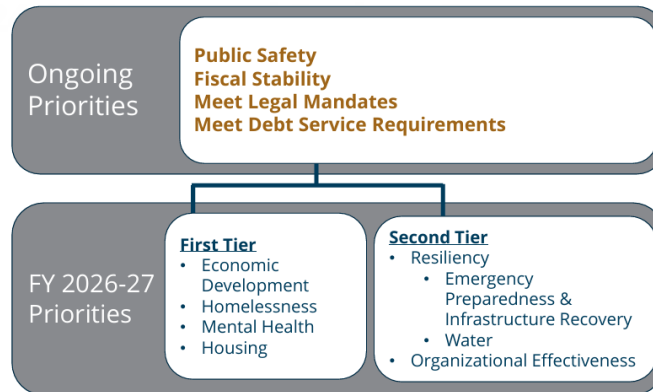 Ongoing
Priorities
Public Safety
Fiscal Stability
Meet Legal Mandates
Meet Debt Service Requirements
FY 2026-27
Priorities
First Tier
• Economic
Development
• Homelessness
• Mental Health
• Housing
Second Tier
• Resiliency
• Emergency
Preparedness &
Infrastructure Recovery
• Water
• Organizational Effectiveness